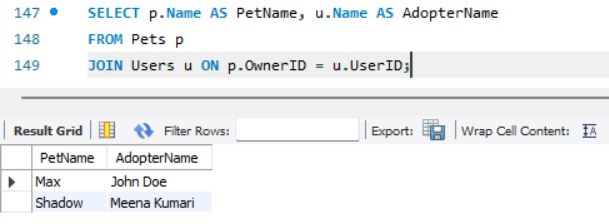 147 SELECT p.Name AS PetName, u.Name AS AdopterName
148 FROM Pets p
149 JOIN Users u ON p.OwnerID = u.UserID;
Result Grid Filter Rows: Export: Wrap Cell Content:
PetName AdopterName
Max John Doe
Shadow Meena Kumari